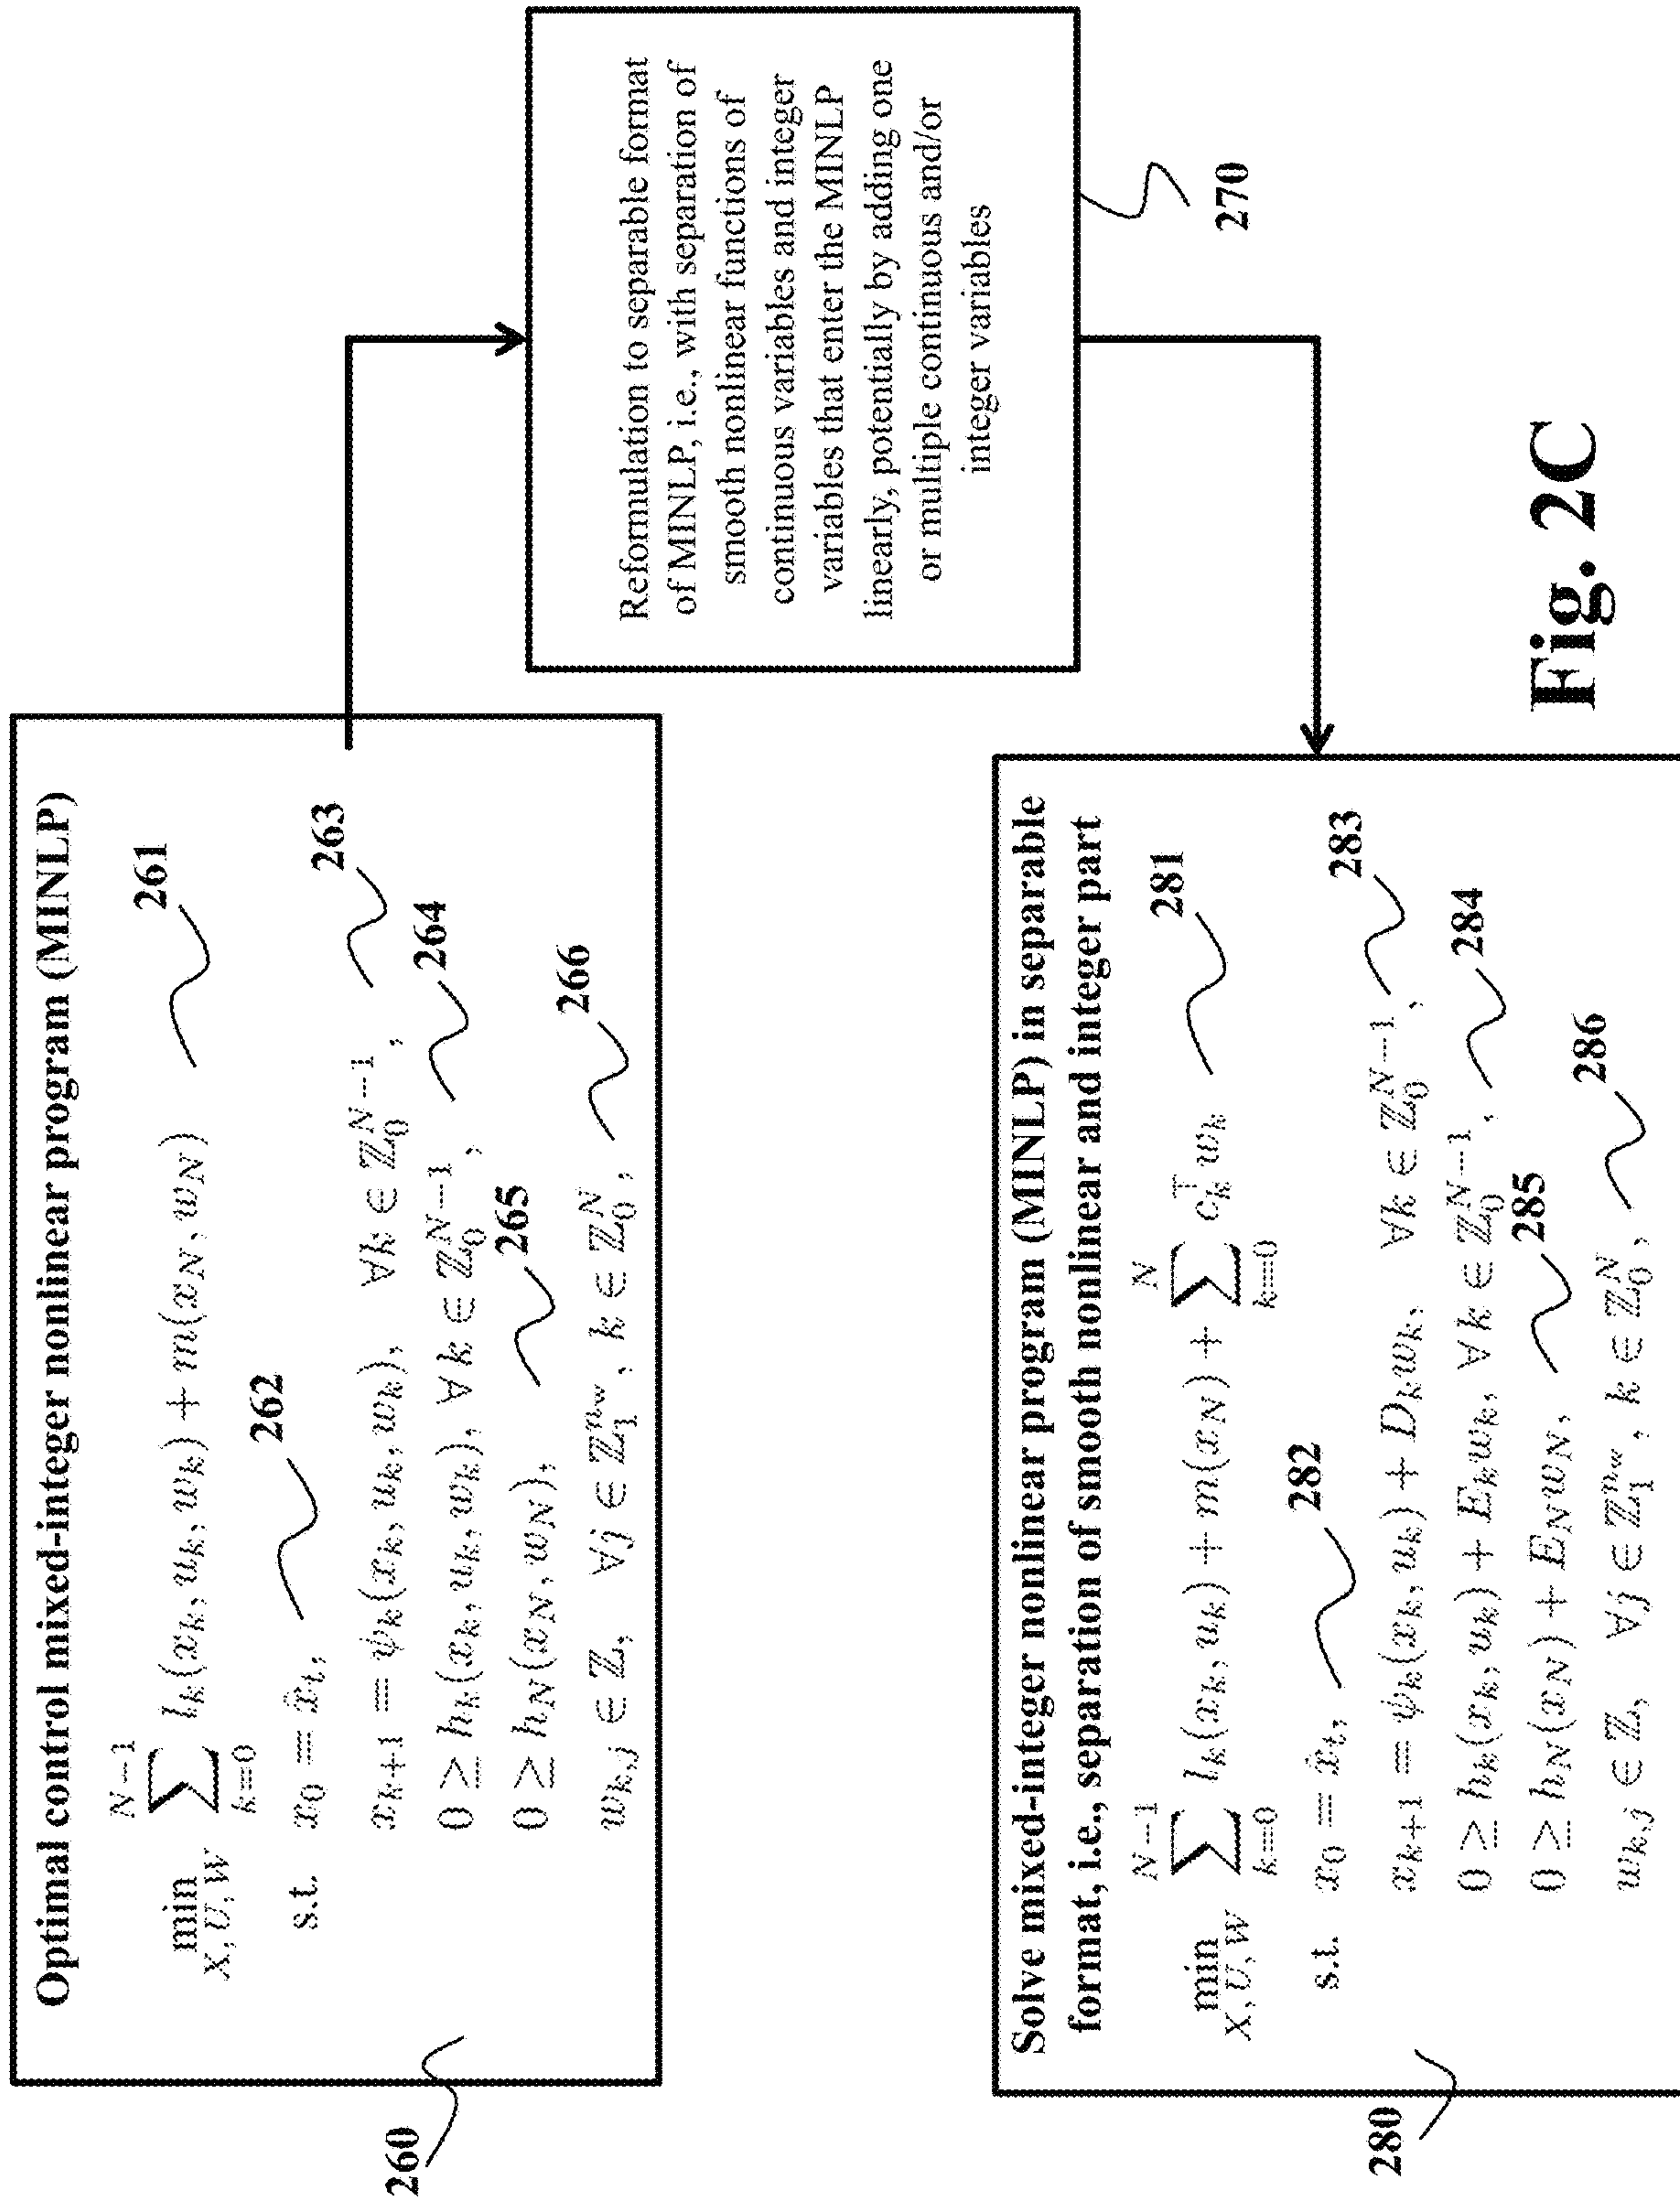 Optimal control mixed-integer nonlinear program (MINLP)
min_{X,U,W} ∑_{k=0}^{N-1} l_k(x_k, u_k, w_k) + m(x_N, w_N)
261
262
s.t. x_0 = x̂_t,
263
x_{k+1} = ψ_k(x_k, u_k, w_k), ∀k ∈ ℤ_0^{N-1},
264
0 ≥ h_k(x_k, u_k, w_k), ∀ k ∈ ℤ_0^{N-1},
265
0 ≥ h_N(x_N, w_N),
266
w_{k,j} ∈ ℤ, ∀j ∈ ℤ_1^{n_w}, k ∈ ℤ_0^N,
260
Reformulation to separable format
of MINLP, i.e., with separation of
smooth nonlinear functions of
continuous variables and integer
variables that enter the MINLP
linearly, potentially by adding one
or multiple continuous and/or
integer variables
270
Solve mixed-integer nonlinear program (MINLP) in separable
format, i.e., separation of smooth nonlinear and integer part
min_{X,U,W} ∑_{k=0}^{N-1} l_k(x_k, u_k) + m(x_N) + ∑_{k=0}^{N} c_k^⊤ w_k
281
282
s.t. x_0 = x̂_t,
283
x_{k+1} = ψ_k(x_k, u_k) + D_k w_k, ∀k ∈ ℤ_0^{N-1},
284
0 ≥ h_k(x_k, u_k) + E_k w_k, ∀ k ∈ ℤ_0^{N-1},
285
0 ≥ h_N(x_N) + E_N w_N,
286
w_{k,j} ∈ ℤ, ∀j ∈ ℤ_1^{n_w}, k ∈ ℤ_0^N,
280
Fig. 2C